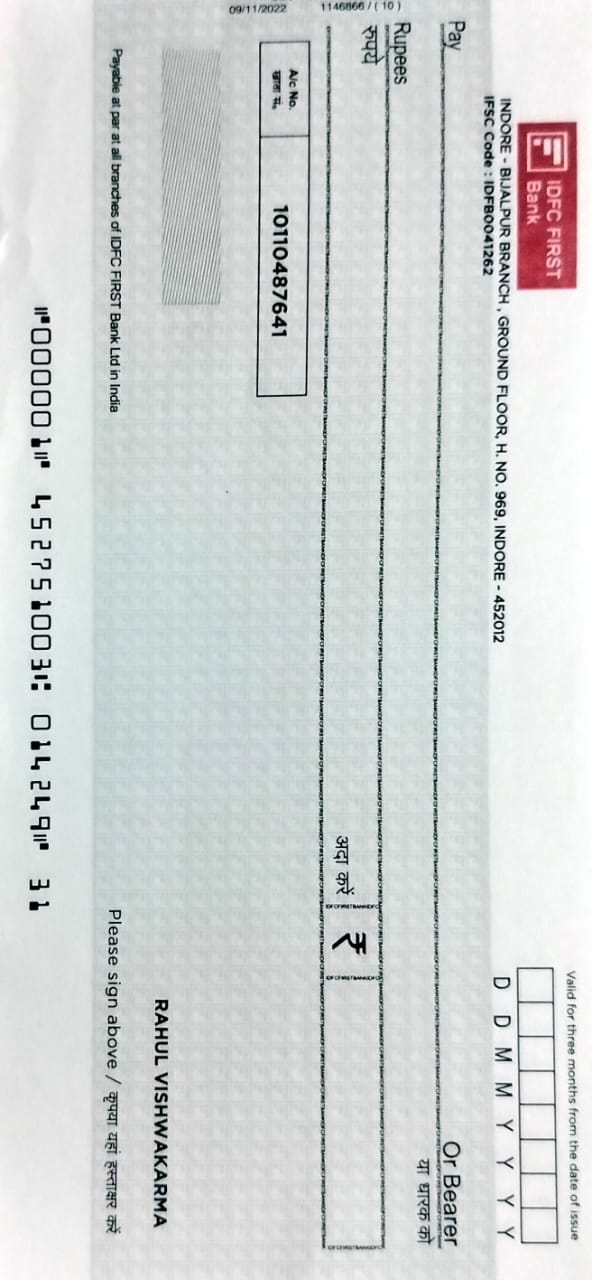 IDFC FIRST
Bank
Valid for three months from the date of issue
INDORE - BIJALPUR BRANCH , GROUND FLOOR, H. NO. 969, INDORE - 452012
IFSC Code : IDFB0041262
D D M M Y Y Y Y
Pay
Or Bearer
या धारक को
Rupees
रुपये
अदा करें
₹
1146866 / ( 10 )
09/11/2022
A/c No.
खाता सं.
10110487641
RAHUL VISHWAKARMA
Payable at par at all branches of IDFC FIRST Bank Ltd in India
Please sign above / कृपया यहां हस्ताक्षर करें
⑈000001⑈ 452751003⑆ 014249⑈ 31